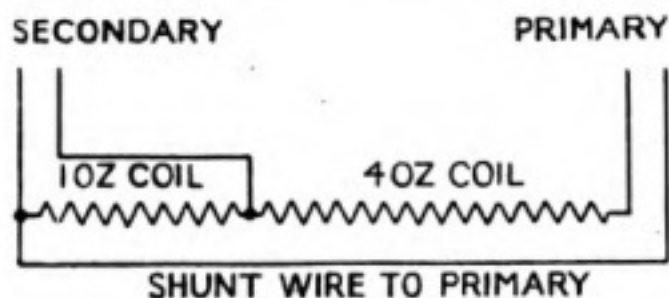 SECONDARY PRIMARY
1OZ COIL 4OZ COIL
SHUNT WIRE TO PRIMARY